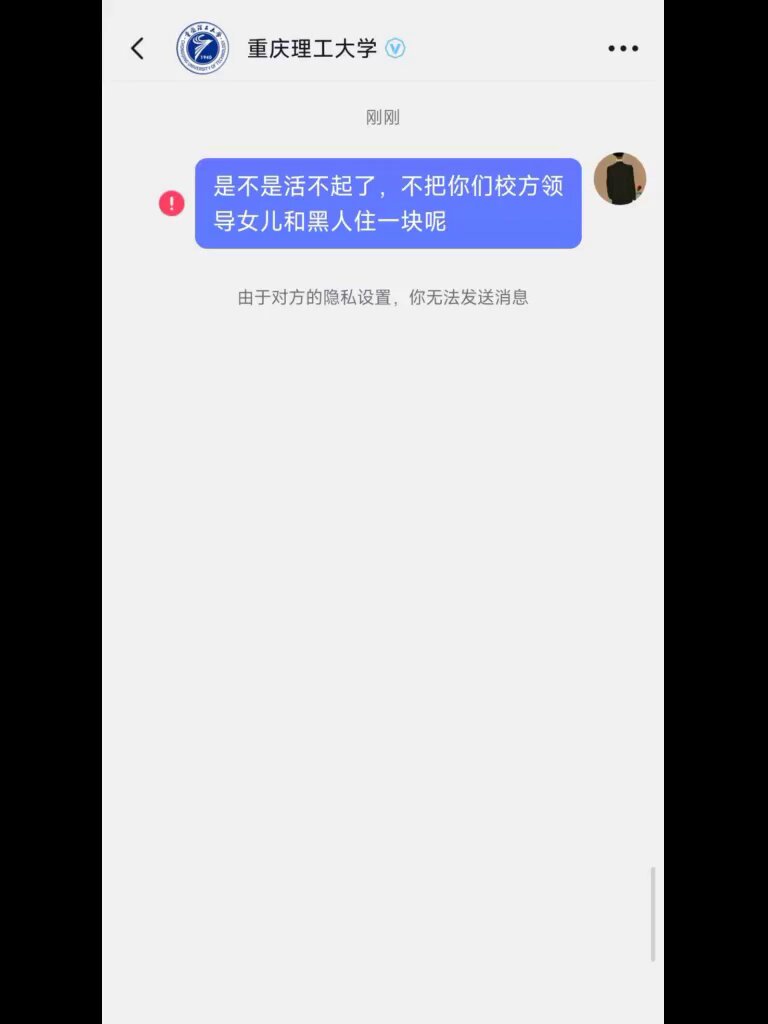 重庆理工大学
刚刚
是不是活不起了，不把你们校方领
导女儿和黑人住一块呢
由于对方的隐私设置，你无法发送消息